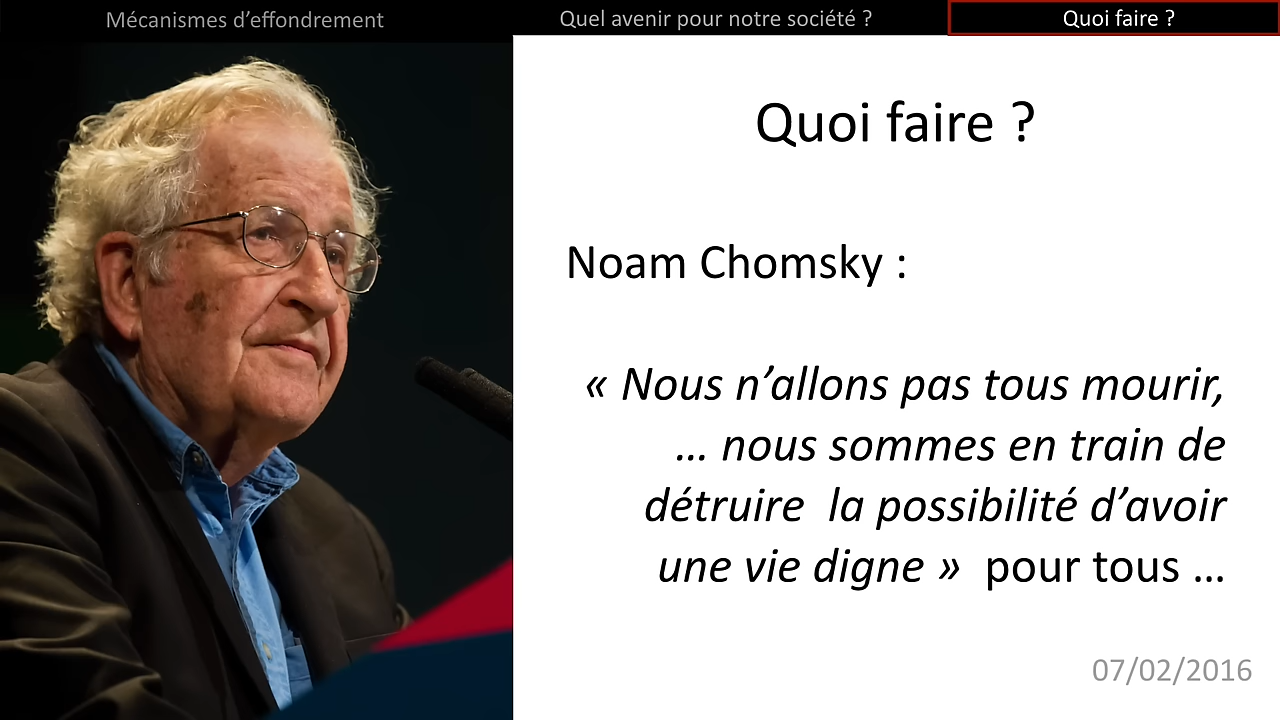 Mécanismes d’effondrement
Quel avenir pour notre société ?
Quoi faire ?
Quoi faire ?
Noam Chomsky :
« Nous n’allons pas tous mourir,
… nous sommes en train de
détruire  la possibilité d’avoir
une vie digne »  pour tous …
07/02/2016